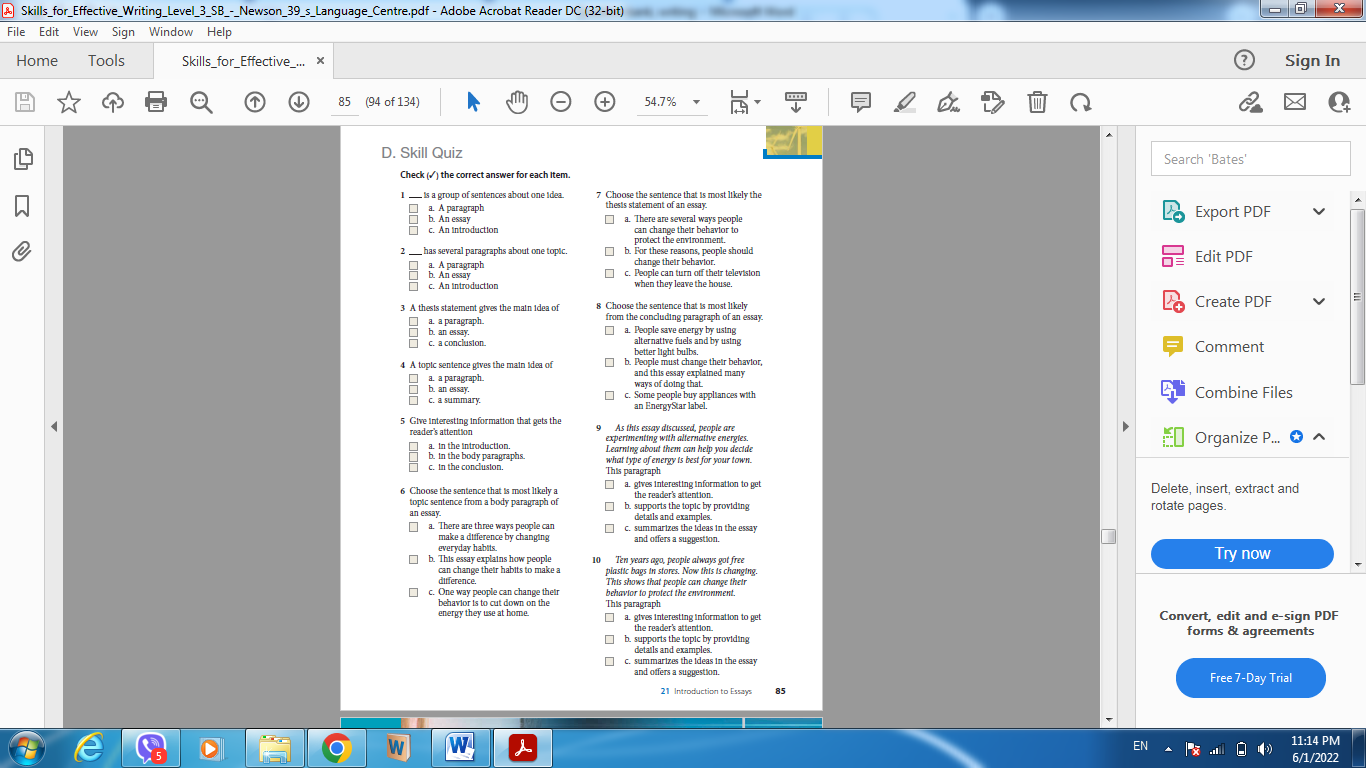 Skills_for_Effective_Writing_Level_3_SB_-_Newson_39_s_Language_Centre.pdf - Adobe Acrobat Reader DC (32-bit)
File Edit View Sign Window Help
Home Tools Skills_for_Effective_... × Sign In
85 (94 of 134) 54.7%
D. Skill Quiz
Check (✓) the correct answer for each item.
1 ___ is a group of sentences about one idea.
a. A paragraph
b. An essay
c. An introduction
2 ___ has several paragraphs about one topic.
a. A paragraph
b. An essay
c. An introduction
3 A thesis statement gives the main idea of
a. a paragraph.
b. an essay.
c. a conclusion.
4 A topic sentence gives the main idea of
a. a paragraph.
b. an essay.
c. a summary.
5 Give interesting information that gets the
reader's attention
a. in the introduction.
b. in the body paragraphs.
c. in the conclusion.
6 Choose the sentence that is most likely a
topic sentence from a body paragraph of
an essay.
a. There are three ways people can
make a difference by changing
everyday habits.
b. This essay explains how people
can change their habits to make a
difference.
c. One way people can change their
behavior is to cut down on the
energy they use at home.
7 Choose the sentence that is most likely the
thesis statement of an essay.
a. There are several ways people
can change their behavior to
protect the environment.
b. For these reasons, people should
change their behavior.
c. People can turn off their television
when they leave the house.
8 Choose the sentence that is most likely
from the concluding paragraph of an essay.
a. People save energy by using
alternative fuels and by using
better light bulbs.
b. People must change their behavior,
and this essay explained many
ways of doing that.
c. Some people buy appliances with
an EnergyStar label.
9 As this essay discussed, people are
experimenting with alternative energies.
Learning about them can help you decide
what type of energy is best for your town.
This paragraph
a. gives interesting information to get
the reader's attention.
b. supports the topic by providing
details and examples.
c. summarizes the ideas in the essay
and offers a suggestion.
10 Ten years ago, people always got free
plastic bags in stores. Now this is changing.
This shows that people can change their
behavior to protect the environment.
This paragraph
a. gives interesting information to get
the reader's attention.
b. supports the topic by providing
details and examples.
c. summarizes the ideas in the essay
and offers a suggestion.
21 Introduction to Essays 85
Search 'Bates'
Export PDF
Edit PDF
Create PDF
Comment
Combine Files
Organize P...
Delete, insert, extract and
rotate pages.
Try now
Convert, edit and e-sign PDF
forms & agreements
Free 7-Day Trial
5
EN
11:14 PM
6/1/2022